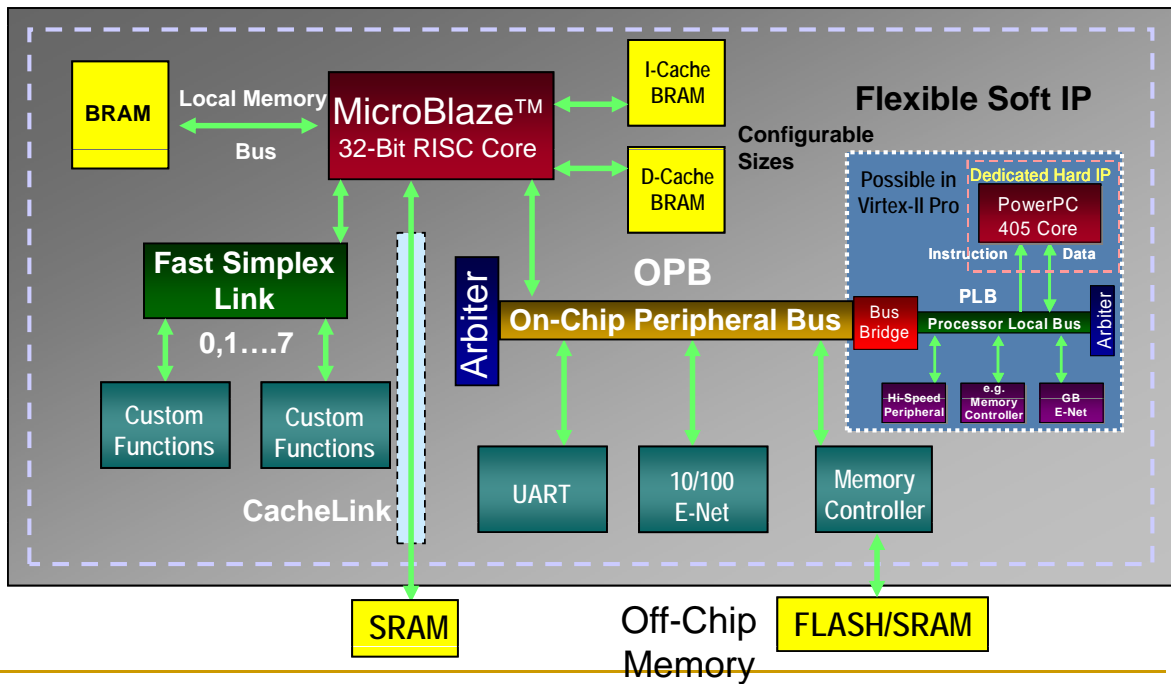 BRAM
Local Memory
Bus
MicroBlaze™
32-Bit RISC Core
I-Cache
BRAM
D-Cache
BRAM
Configurable
Sizes
Flexible Soft IP
Possible in
Virtex-II Pro
Dedicated Hard IP
PowerPC
405 Core
Instruction
Data
PLB
Processor Local Bus
Arbiter
Bus
Bridge
Hi-Speed
Peripheral
e.g.
Memory
Controller
GB
E-Net
Fast Simplex
Link
0,1....7
Custom
Functions
Custom
Functions
CacheLink
OPB
Arbiter
On-Chip Peripheral Bus
UART
10/100
E-Net
Memory
Controller
SRAM
Off-Chip
Memory
FLASH/SRAM